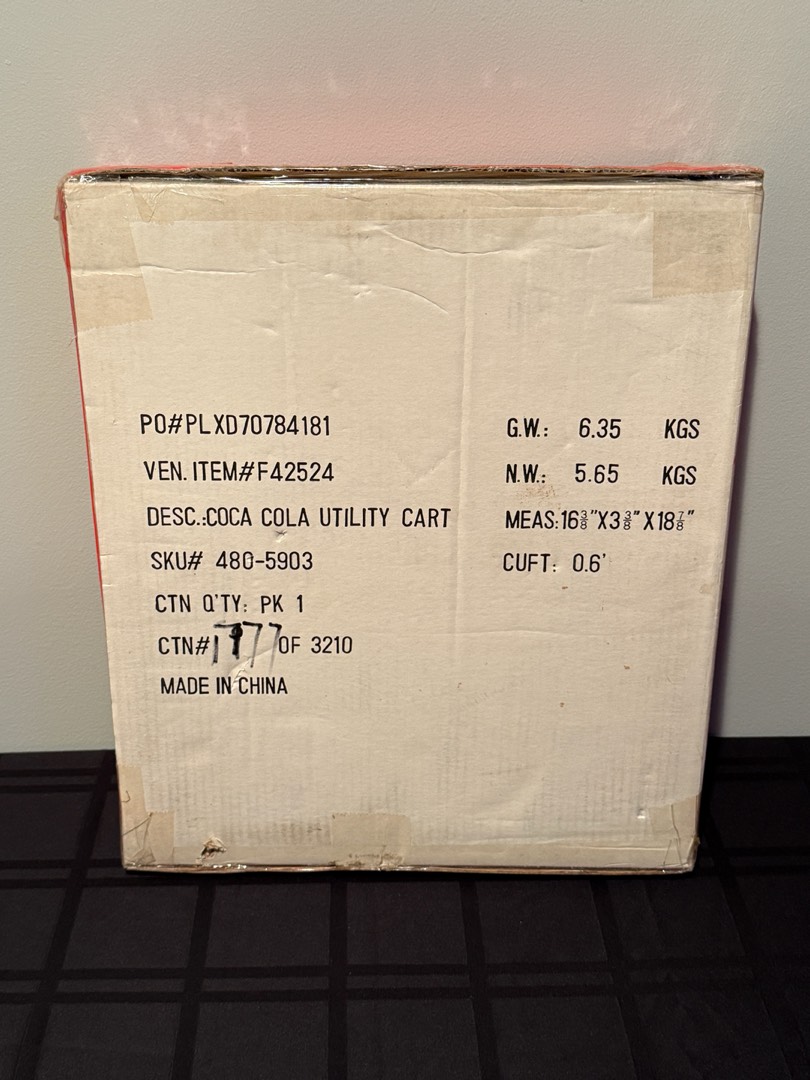 PO#PLXD70784181
VEN. ITEM#F42524
DESC.:COCA COLA UTILITY CART
SKU# 480-5903
CTN Q'TY: PK 1
CTN#1777 OF 3210
MADE IN CHINA
G.W.: 6.35 KGS
N.W.: 5.65 KGS
MEAS:16⅜"X3⅜"X18⅞"
CUFT: 0.6'